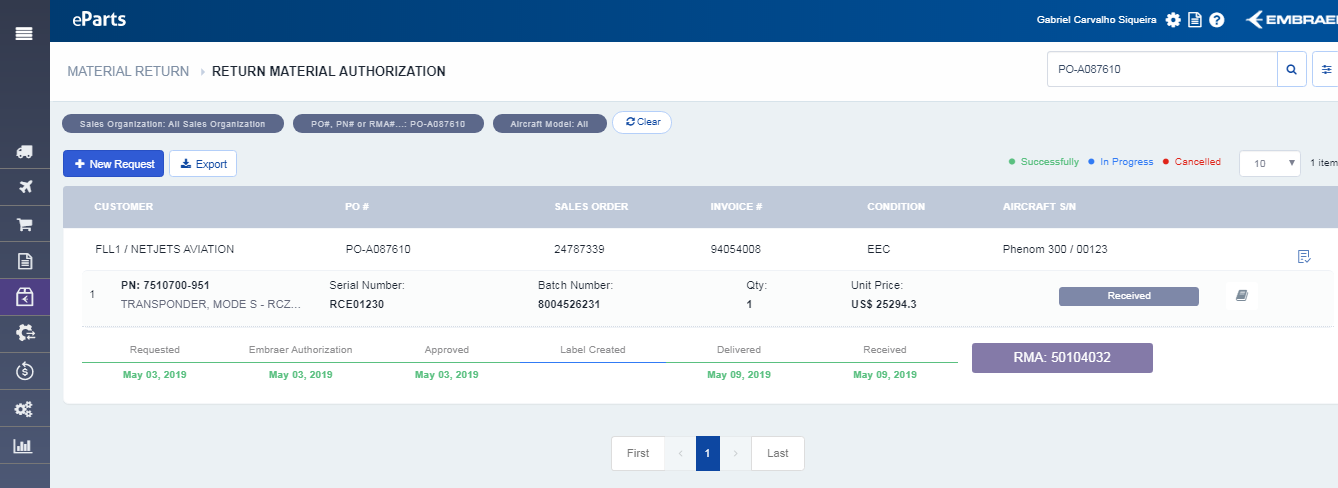 eParts
Gabriel Carvalho Siqueira
EMBRAER
MATERIAL RETURN › RETURN MATERIAL AUTHORIZATION
PO-A087610
Sales Organization: All Sales Organization
PO#, PN# or RMA#...: PO-A087610
Aircraft Model: All
Clear
+ New Request
Export
Successfully In Progress Cancelled
10
1 item
CUSTOMER PO # SALES ORDER INVOICE # CONDITION AIRCRAFT S/N
FLL1 / NETJETS AVIATION PO-A087610 24787339 94054008 EEC Phenom 300 / 00123
PN: 7510700-951 Serial Number: Batch Number: Qty: Unit Price:
1 Received
TRANSPONDER, MODE S - RCZ... RCE01230 8004526231 1 US$ 25294.3
Requested Embraer Authorization Approved Label Created Delivered Received
RMA: 50104032
May 03, 2019 May 03, 2019 May 03, 2019 May 09, 2019 May 09, 2019
First ‹ 1 › Last